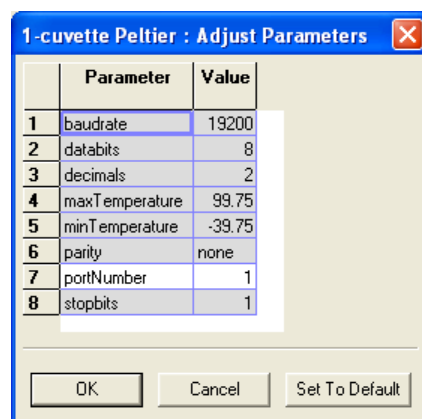 1-cuvette Peltier : Adjust Parameters
Parameter Value
1 baudrate 19200
2 databits 8
3 decimals 2
4 maxTemperature 99.75
5 minTemperature -39.75
6 parity none
7 portNumber 1
8 stopbits 1
OK Cancel Set To Default